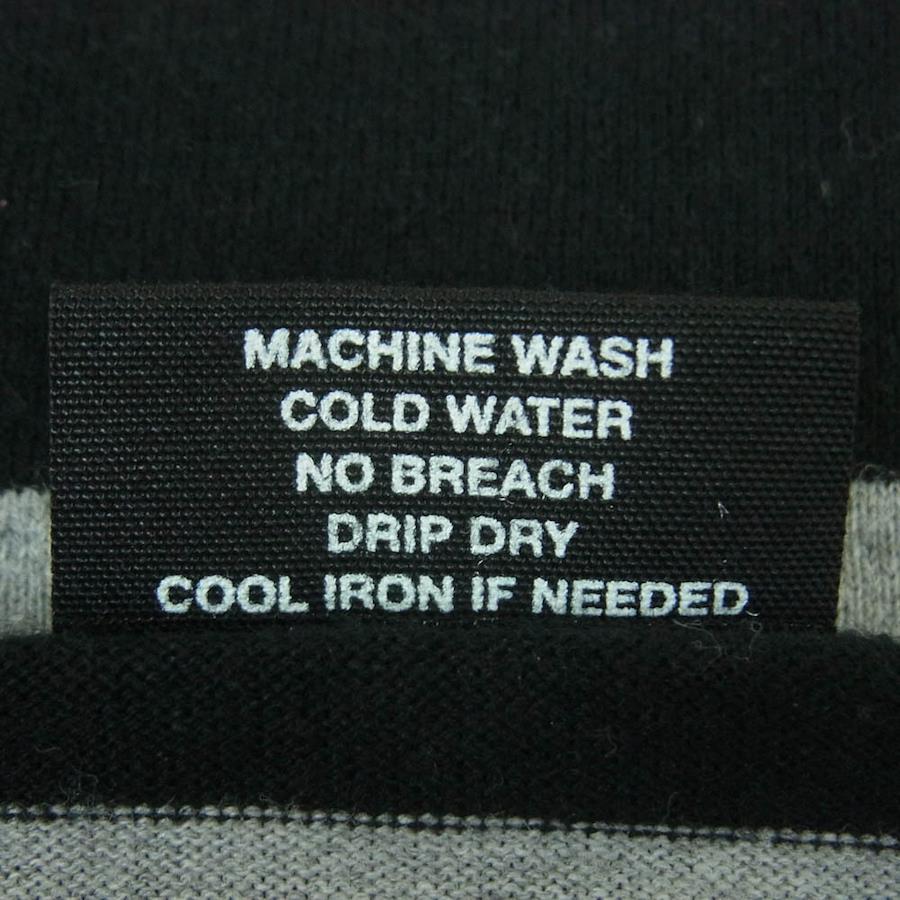 MACHINE WASH
COLD WATER
NO BREACH
DRIP DRY
COOL IRON IF NEEDED